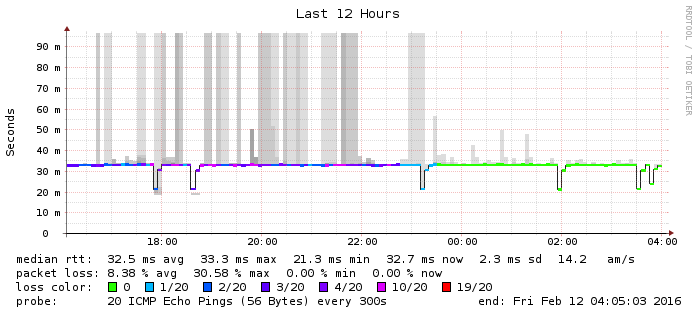 Last 12 Hours
RRDTOOL / TOBI OETIKER
Seconds
90 m
80 m
70 m
60 m
50 m
40 m
30 m
20 m
10 m
0
18:00 20:00 22:00 00:00 02:00 04:00
median rtt: 32.5 ms avg 33.3 ms max 21.3 ms min 32.7 ms now 2.3 ms sd 14.2 am/s
packet loss: 8.38 % avg 30.58 % max 0.00 % min 0.00 % now
loss color: 0 1/20 2/20 3/20 4/20 10/20 19/20
probe: 20 ICMP Echo Pings (56 Bytes) every 300s end: Fri Feb 12 04:05:03 2016